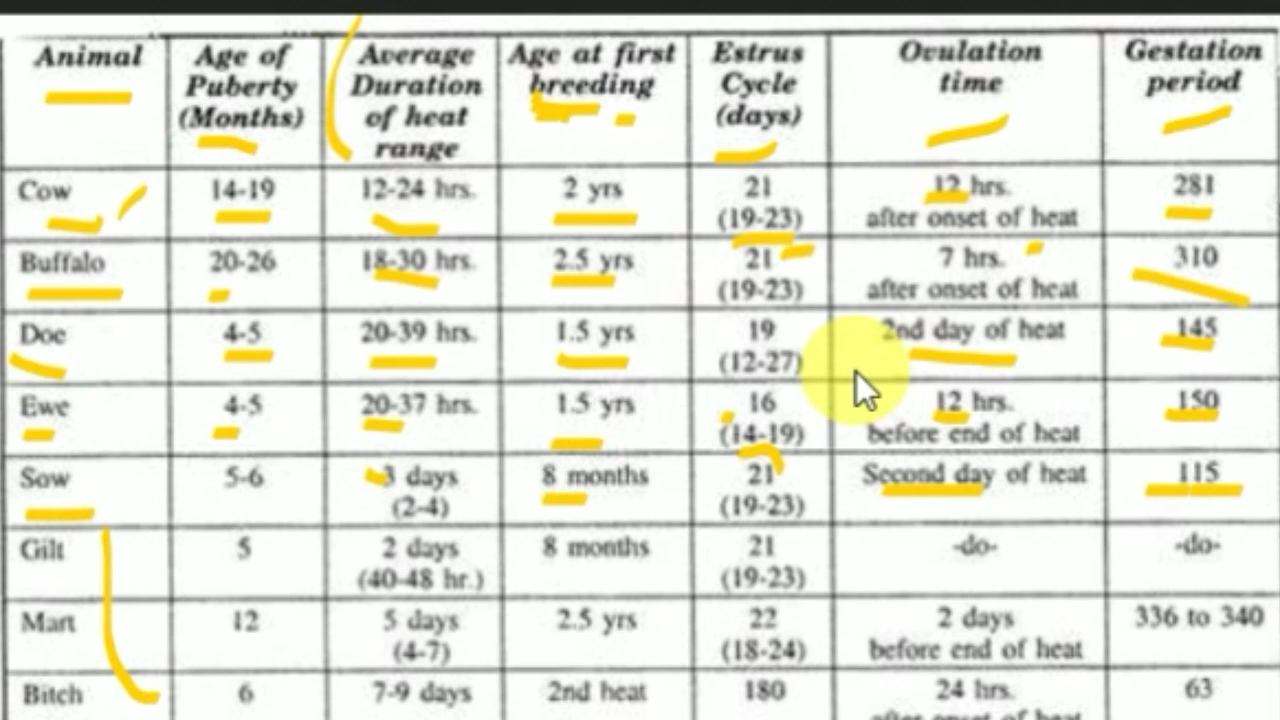 Animal Age of Puberty (Months) Average Duration of heat range Age at first breeding Estrus Cycle (days) Ovulation time Gestation period
Cow 14-19 12-24 hrs. 2 yrs 21 (19-23) 12 hrs. after onset of heat 281
Buffalo 20-26 18-30 hrs. 2.5 yrs 21 (19-23) 7 hrs. after onset of heat 310
Doe 4-5 20-39 hrs. 1.5 yrs 19 (12-27) 2nd day of heat 145
Ewe 4-5 20-37 hrs. 1.5 yrs 16 (14-19) 12 hrs. before end of heat 150
Sow 5-6 3 days (2-4) 8 months 21 (19-23) Second day of heat 115
Gilt 5 2 days (40-48 hr.) 8 months 21 (19-23) -do- -do-
Mart 12 5 days (4-7) 2.5 yrs 22 (18-24) 2 days before end of heat 336 to 340
Bitch 6 7-9 days 2nd heat 180 24 hrs. 63